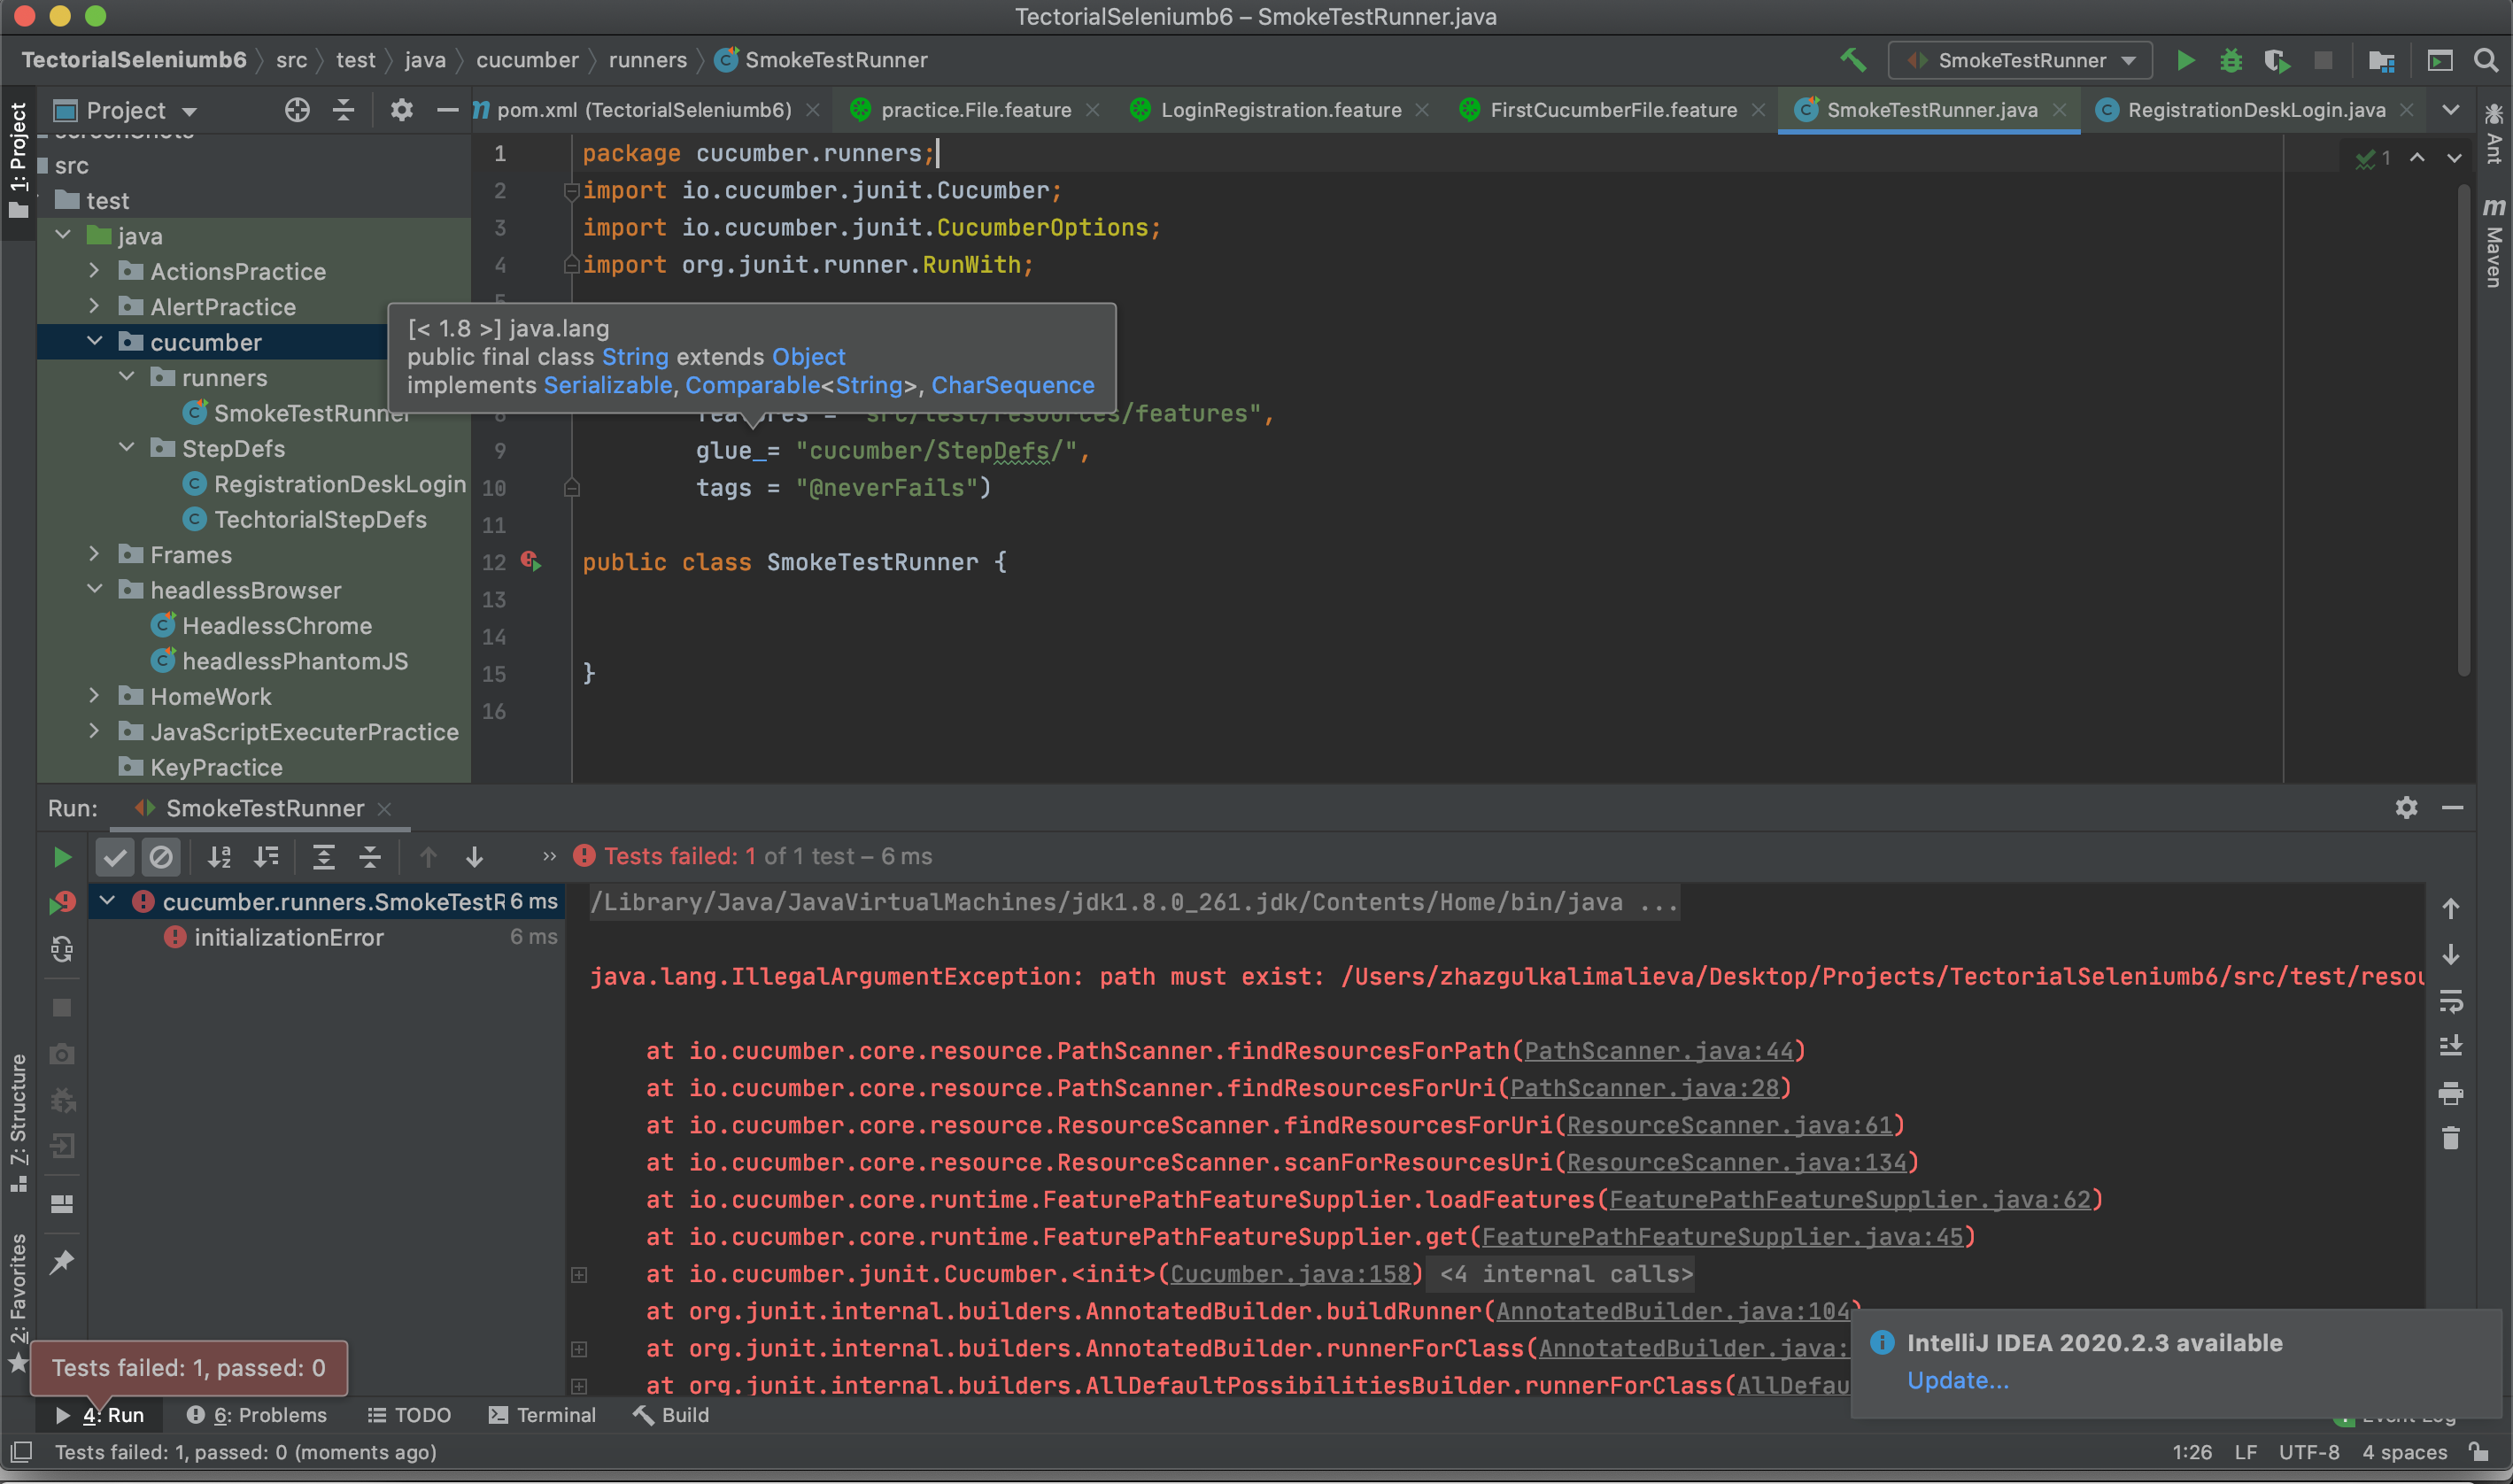 TectorialSeleniumb6 – SmokeTestRunner.java
TectorialSeleniumb6 src test java cucumber runners SmokeTestRunner
SmokeTestRunner
Project
pom.xml (TectorialSeleniumb6)
practice.File.feature
LoginRegistration.feature
FirstCucumberFile.feature
SmokeTestRunner.java
RegistrationDeskLogin.java
1: Project
Ant
Maven
screenshots
src
test
java
ActionsPractice
AlertPractice
cucumber
runners
SmokeTestRunner
StepDefs
RegistrationDeskLogin
TechtorialStepDefs
Frames
headlessBrowser
HeadlessChrome
headlessPhantomJS
HomeWork
JavaScriptExecuterPractice
KeyPractice
1
1 package cucumber.runners;
2 import io.cucumber.junit.Cucumber;
3 import io.cucumber.junit.CucumberOptions;
4 import org.junit.runner.RunWith;
5
[< 1.8 >] java.lang
public final class String extends Object
implements Serializable, Comparable<String>, CharSequence
8 features = "src/test/resources/features",
9 glue = "cucumber/StepDefs/",
10 tags = "@neverFails")
11
12 public class SmokeTestRunner {
13
14
15 }
16
Run: SmokeTestRunner
Tests failed: 1 of 1 test – 6 ms
cucumber.runners.SmokeTestR 6 ms
initializationError 6 ms
/Library/Java/JavaVirtualMachines/jdk1.8.0_261.jdk/Contents/Home/bin/java ...
java.lang.IllegalArgumentException: path must exist: /Users/zhazgulkalimalieva/Desktop/Projects/TectorialSeleniumb6/src/test/resou
at io.cucumber.core.resource.PathScanner.findResourcesForPath(PathScanner.java:44)
at io.cucumber.core.resource.PathScanner.findResourcesForUri(PathScanner.java:28)
at io.cucumber.core.resource.ResourceScanner.findResourcesForUri(ResourceScanner.java:61)
at io.cucumber.core.resource.ResourceScanner.scanForResourcesUri(ResourceScanner.java:134)
at io.cucumber.core.runtime.FeaturePathFeatureSupplier.loadFeatures(FeaturePathFeatureSupplier.java:62)
at io.cucumber.core.runtime.FeaturePathFeatureSupplier.get(FeaturePathFeatureSupplier.java:45)
at io.cucumber.junit.Cucumber.<init>(Cucumber.java:158) <4 internal calls>
at org.junit.internal.builders.AnnotatedBuilder.buildRunner(AnnotatedBuilder.java:104)
at org.junit.internal.builders.AnnotatedBuilder.runnerForClass(AnnotatedBuilder.java:
at org.junit.internal.builders.AllDefaultPossibilitiesBuilder.runnerForClass(AllDefau
Z: Structure
2: Favorites
IntelliJ IDEA 2020.2.3 available
Update...
Tests failed: 1, passed: 0
4: Run 6: Problems TODO Terminal Build Event Log
Tests failed: 1, passed: 0 (moments ago)
1:26 LF UTF-8 4 spaces